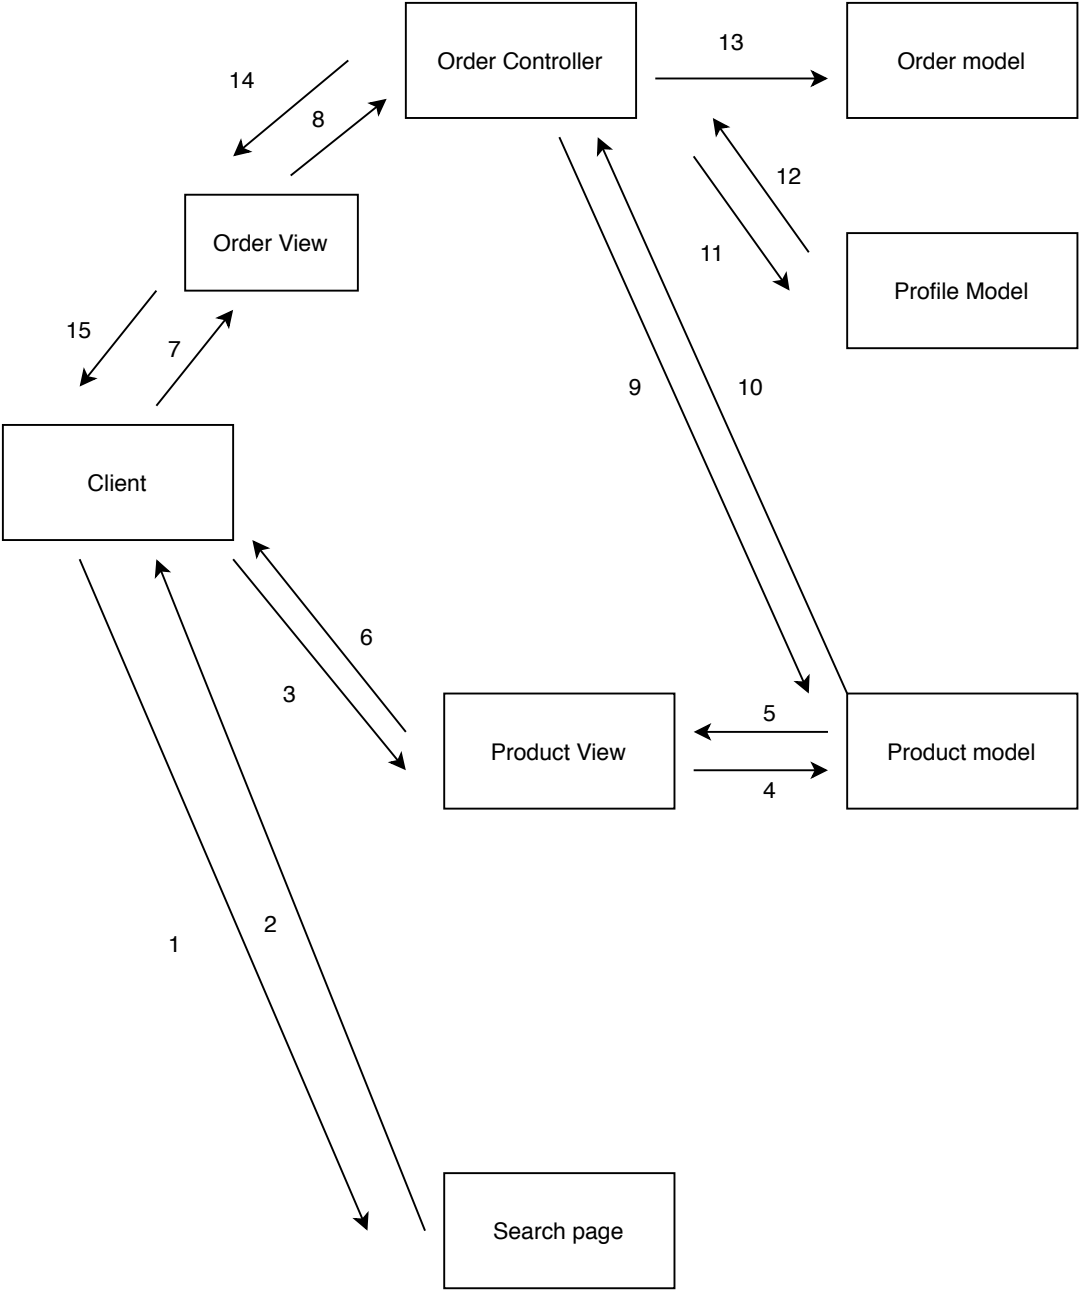 Order Controller
13
Order model
14
8
12
Order View
11
Profile Model
15
7
9
10
Client
6
3
5
Product View
Product model
4
2
1
Search page